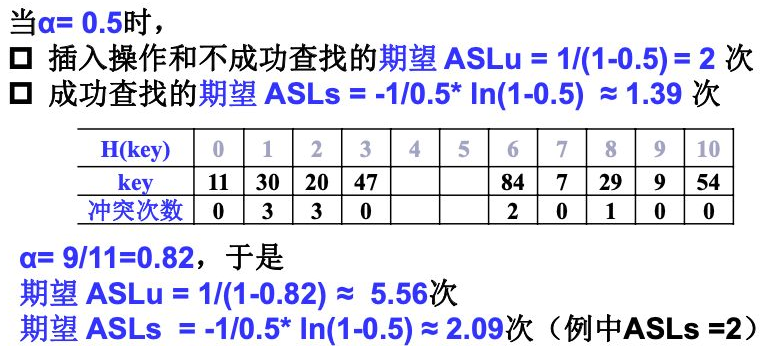 当α= 0.5时，
插入操作和不成功查找的期望 ASLu = 1/(1-0.5) = 2 次
成功查找的期望 ASLs = -1/0.5* ln(1-0.5) ≈ 1.39 次
H(key) 0 1 2 3 4 5 6 7 8 9 10
key 11 30 20 47 84 7 29 9 54
冲突次数 0 3 3 0 2 0 1 0 0
α= 9/11=0.82，于是
期望 ASLu = 1/(1-0.82) ≈ 5.56次
期望 ASLs = -1/0.5* ln(1-0.5) ≈ 2.09次（例中ASLs =2）